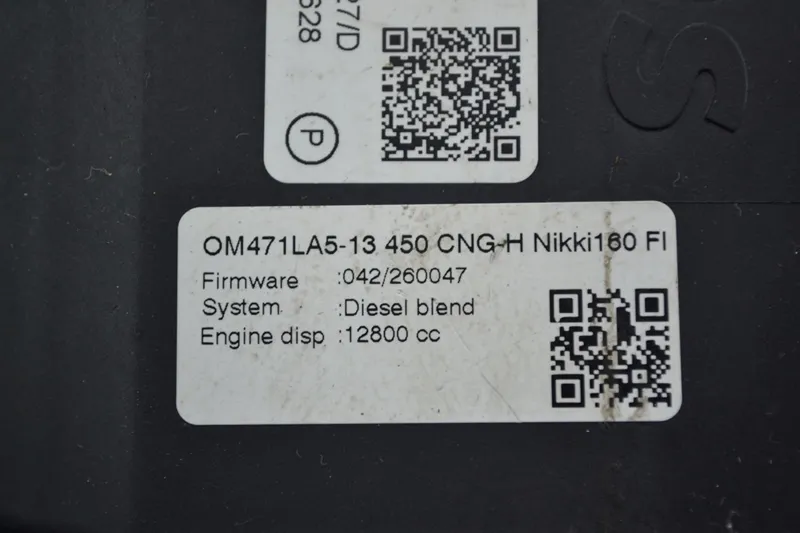 27/D
628
P
OM471LA5-13 450 CNG-H Nikki160 FI
Firmware :042/260047
System :Diesel blend
Engine disp :12800 cc